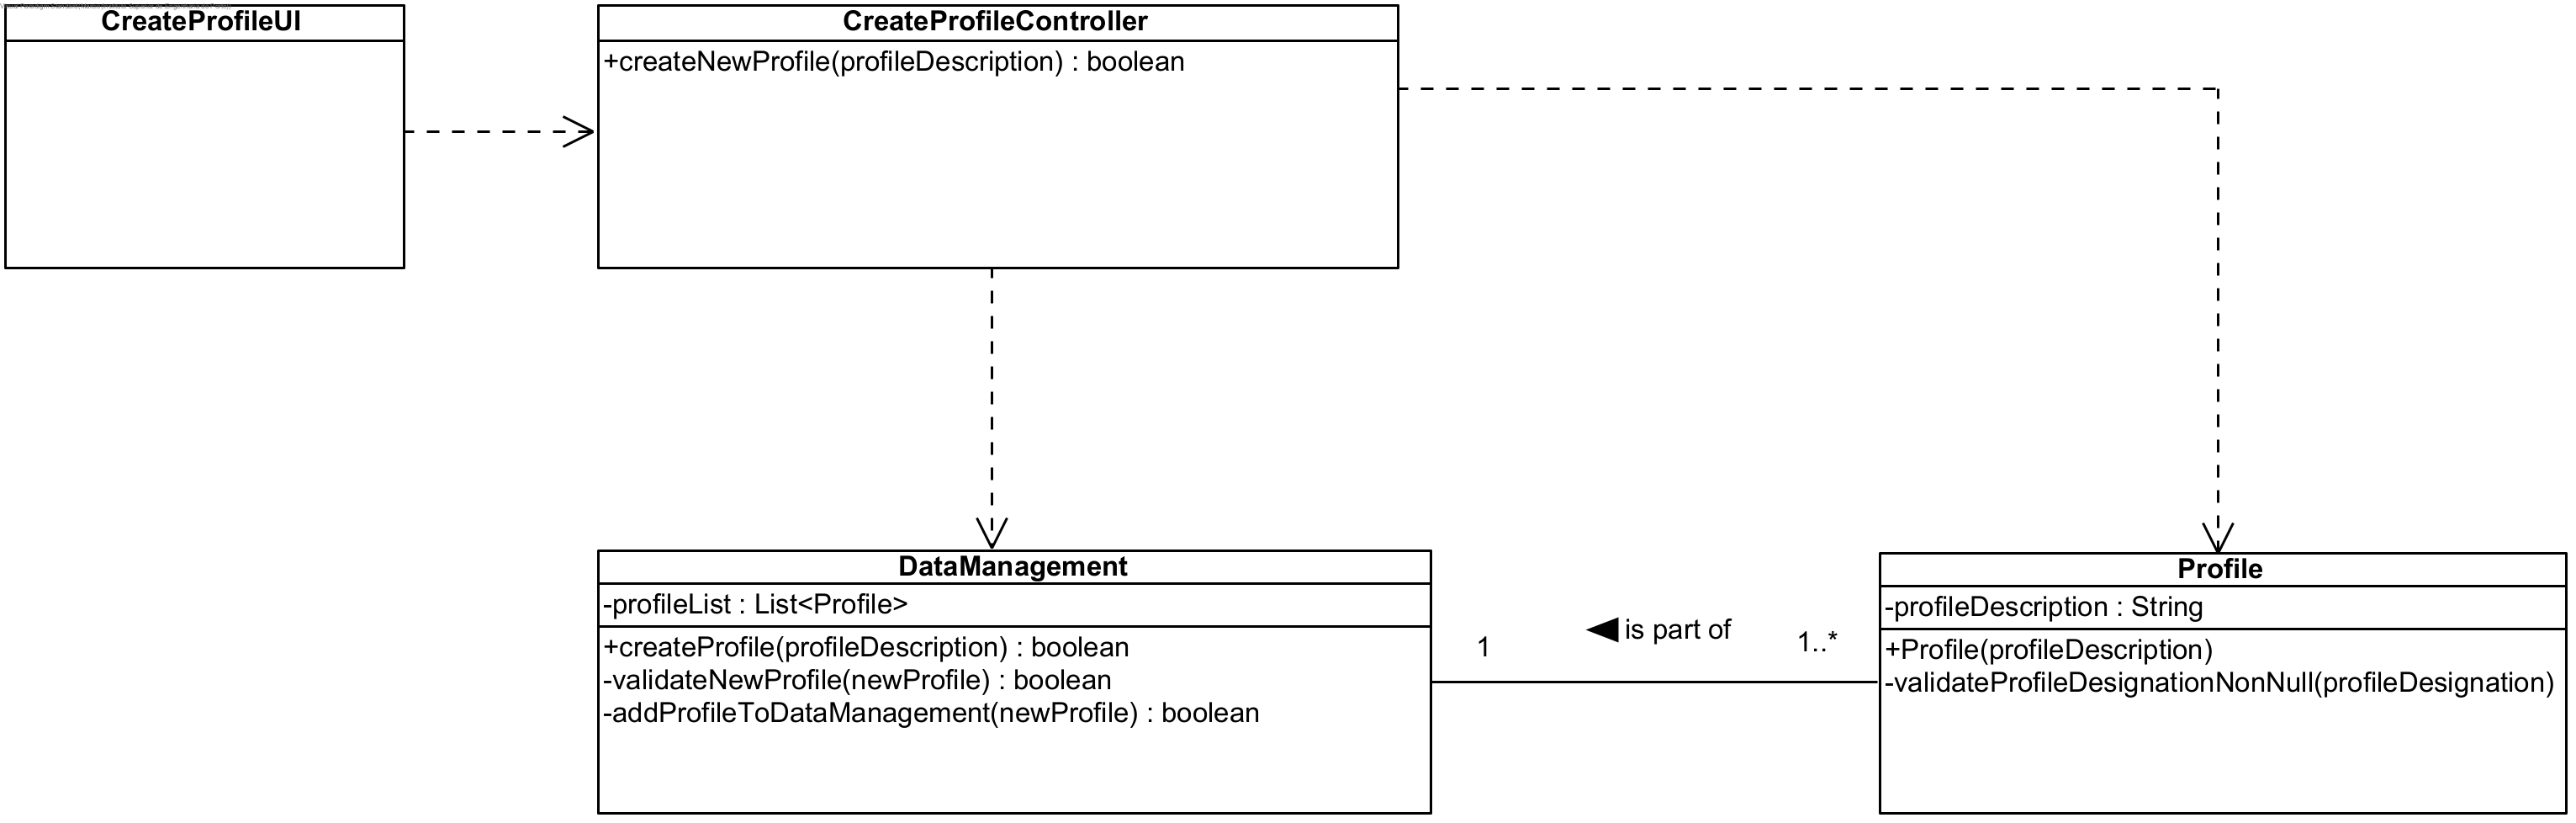 CreateProfileUI
CreateProfileController
+createNewProfile(profileDescription) : boolean
DataManagement
-profileList : List<Profile>
+createProfile(profileDescription) : boolean
-validateNewProfile(newProfile) : boolean
-addProfileToDataManagement(newProfile) : boolean
1
is part of
1..*
Profile
-profileDescription : String
+Profile(profileDescription)
-validateProfileDesignationNonNull(profileDesignation)